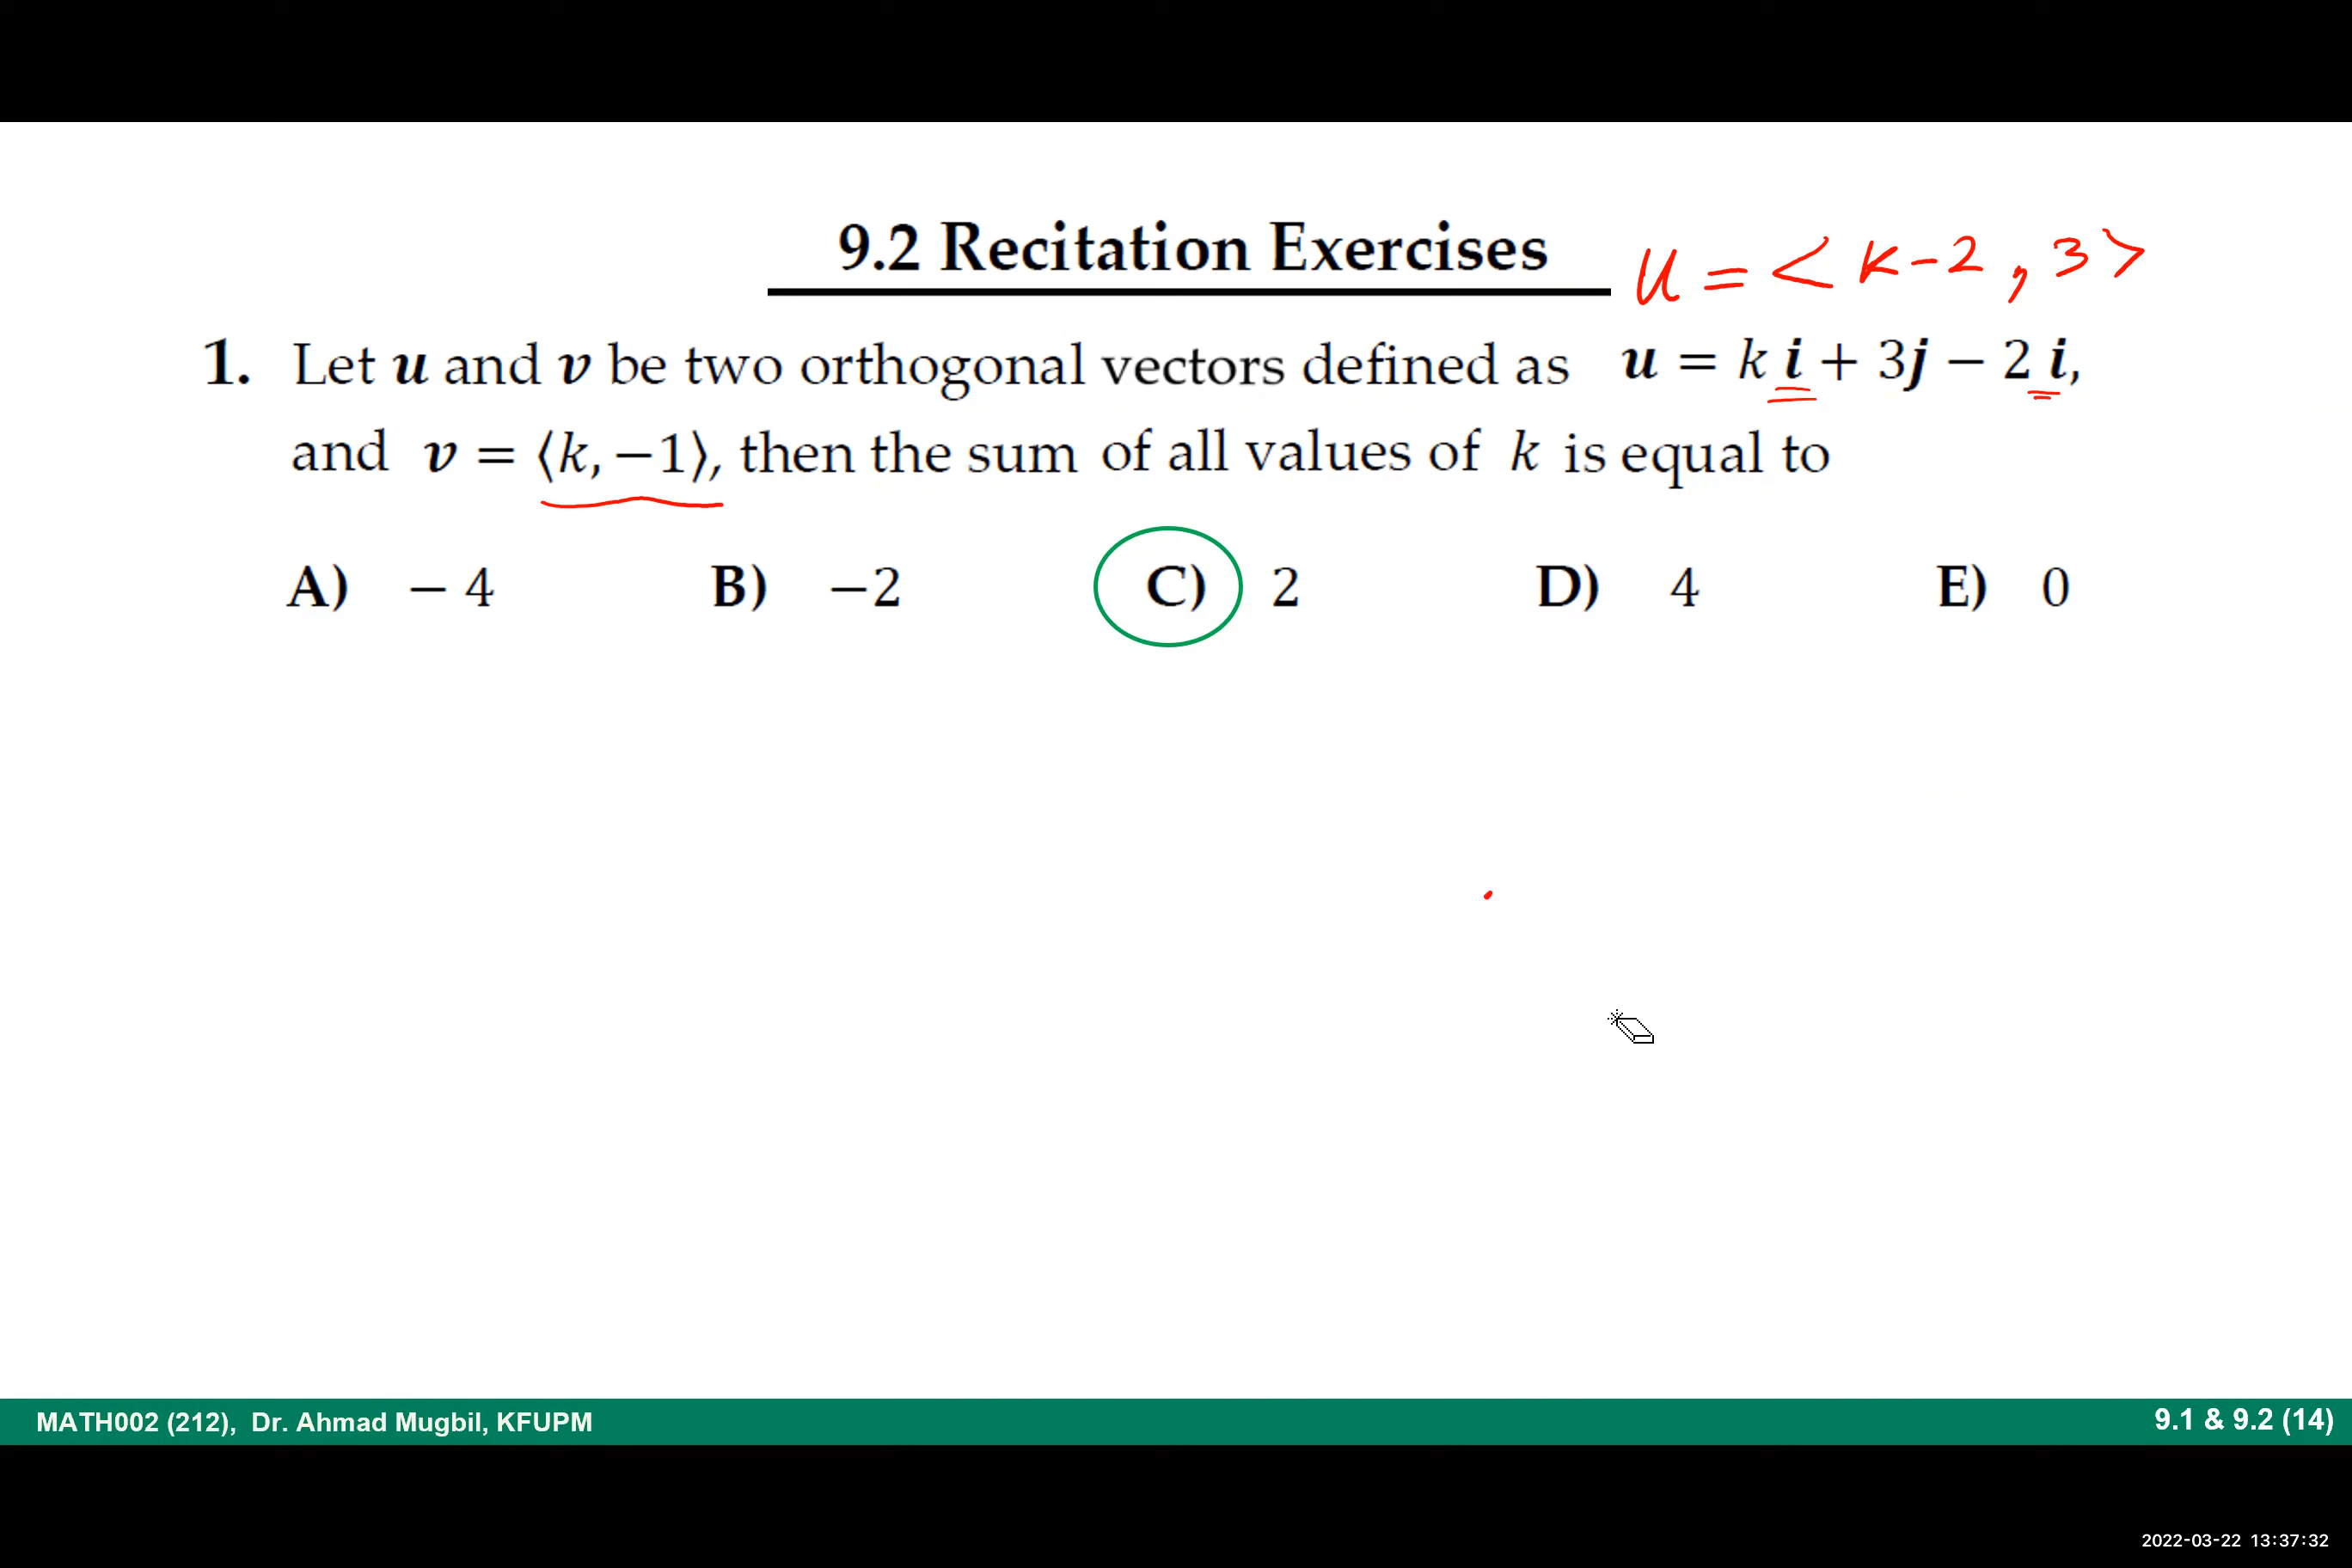 9.2 Recitation Exercises
u = < k - 2 , 3 >
1. Let u and v be two orthogonal vectors defined as u = k i + 3j − 2 i,
and v = ⟨k, −1⟩, then the sum of all values of k is equal to
A) − 4 B) −2 C) 2 D) 4 E) 0
MATH002 (212), Dr. Ahmad Mugbil, KFUPM 9.1 & 9.2 (14)
2022-03-22 13:37:32